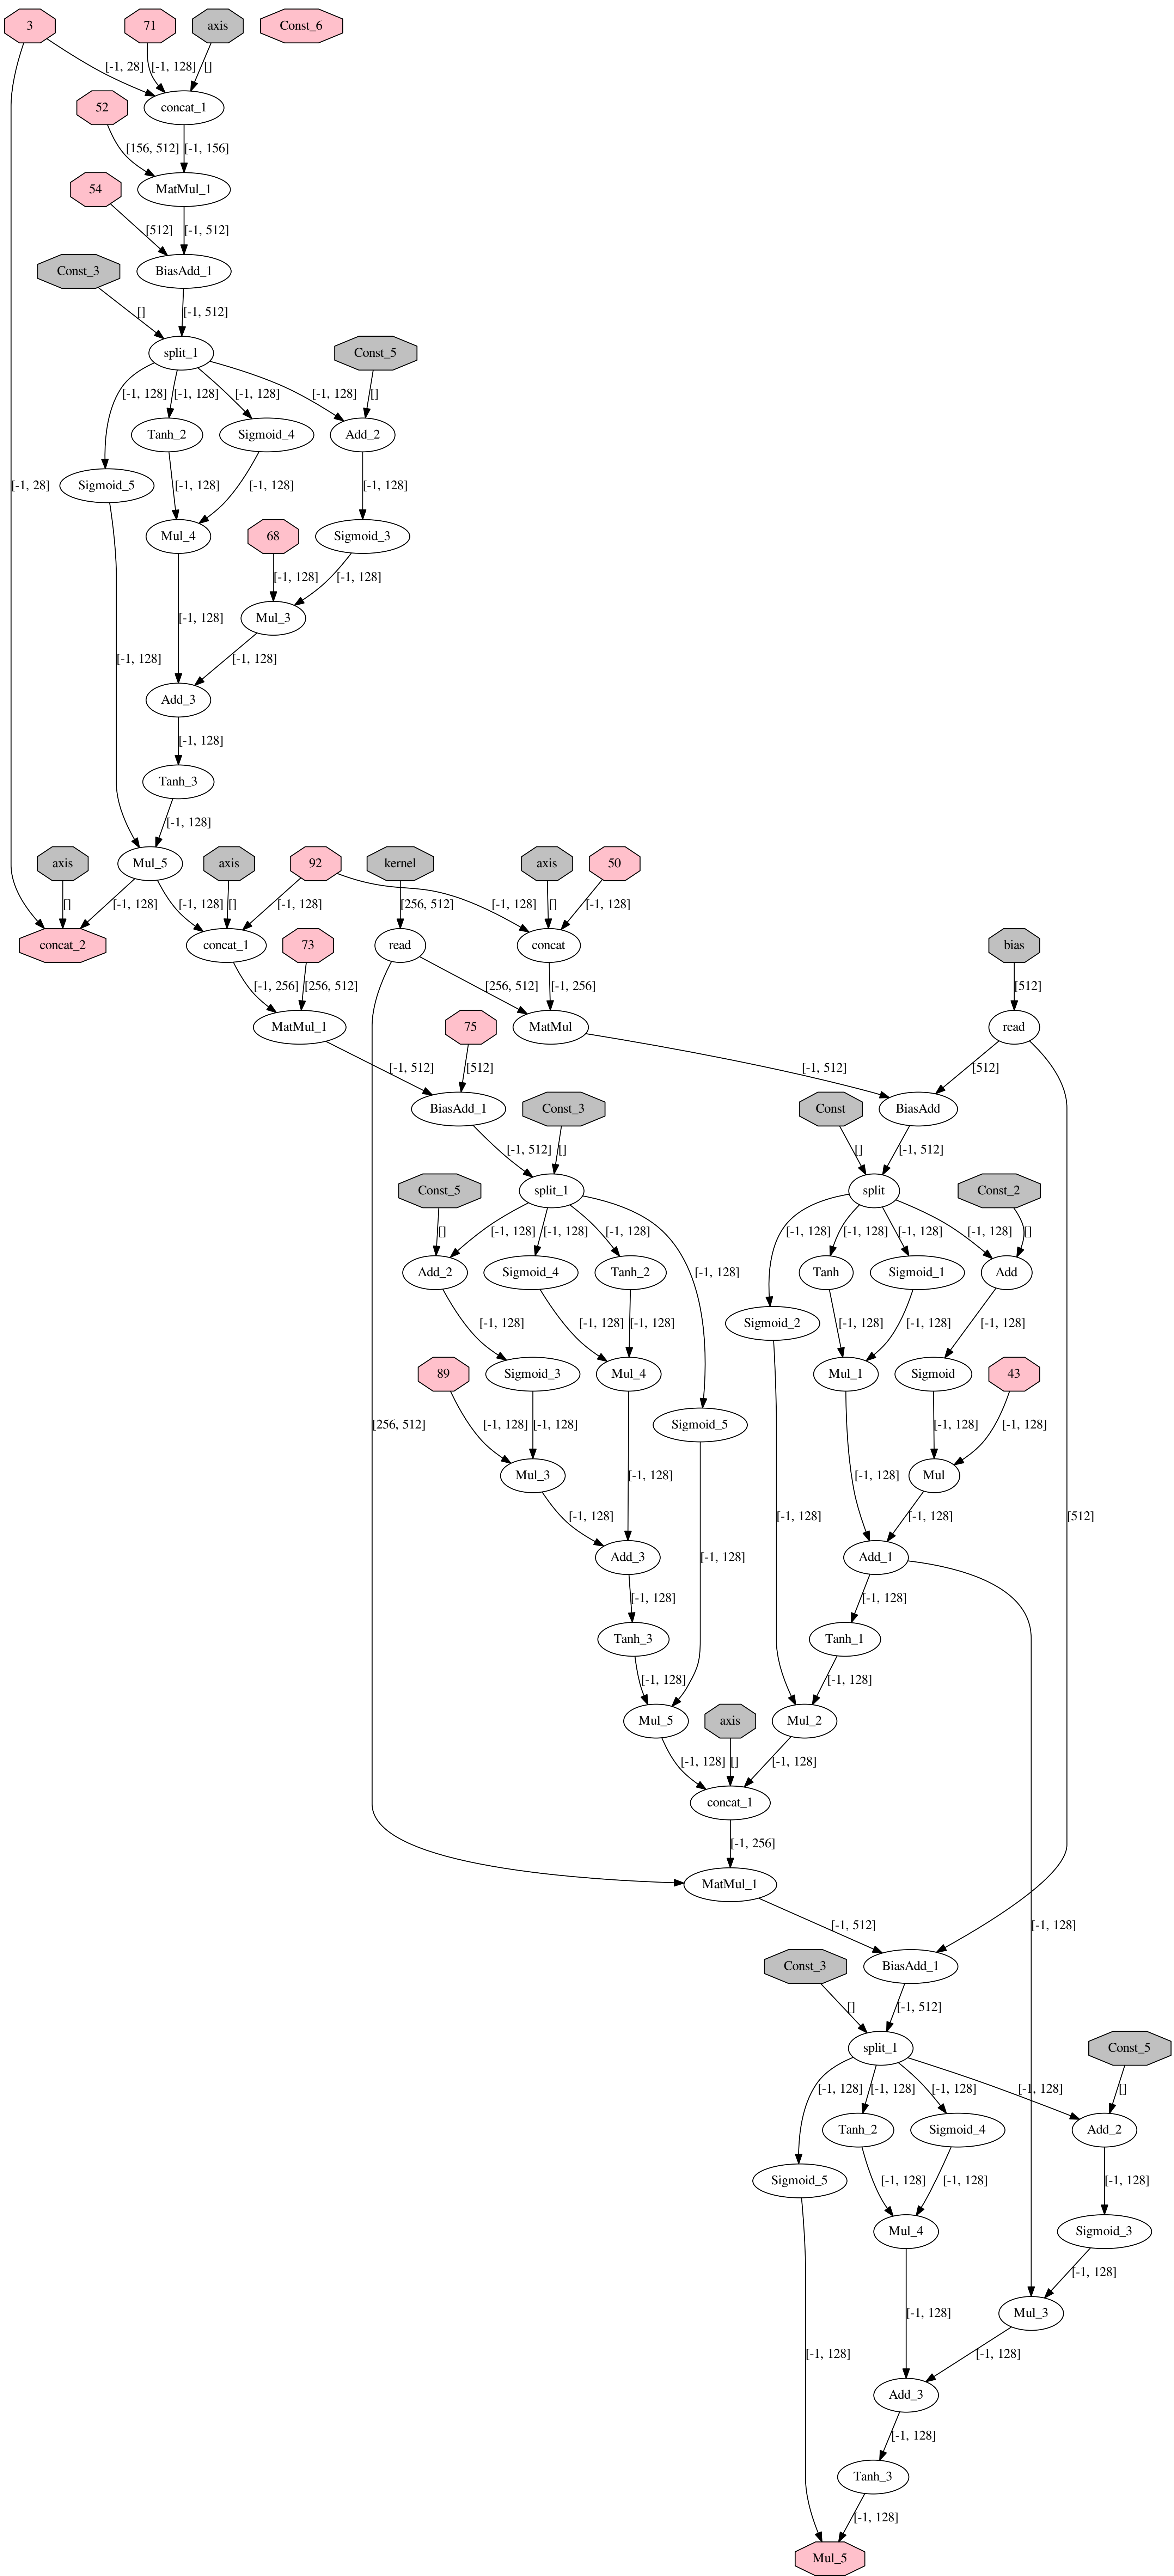 3 71 axis Const_6
[-1, 28] [-1, 128] []
52 concat_1
[156, 512] [-1, 156]
54 MatMul_1
[512] [-1, 512]
Const_3 BiasAdd_1
[] [-1, 512]
split_1 Const_5
[-1, 128] [-1, 128] [-1, 128] [-1, 128] []
Tanh_2 Sigmoid_4 Add_2
[-1, 28] Sigmoid_5 [-1, 128] [-1, 128] [-1, 128]
Mul_4 68 Sigmoid_3
[-1, 128] [-1, 128]
[-1, 128] Mul_3
[-1, 128] [-1, 128]
Add_3
[-1, 128]
Tanh_3
[-1, 128]
axis Mul_5 axis 92 kernel axis 50
[] [-1, 128] [-1, 128] [] [-1, 128] [256, 512] [-1, 128] [] [-1, 128]
concat_2 concat_1 73 read concat bias
[-1, 256] [256, 512] [256, 512] [-1, 256] [512]
MatMul_1 75 MatMul read
[-1, 512] [512] [-1, 512] [512]
BiasAdd_1 Const_3 Const BiasAdd
[-1, 512] [] [] [-1, 512]
Const_5 split_1 split Const_2
[] [-1, 128] [-1, 128] [-1, 128] [-1, 128] [-1, 128] [-1, 128] [-1, 128] []
Add_2 Sigmoid_4 Tanh_2 [-1, 128] Tanh Sigmoid_1 Add
[-1, 128] [-1, 128] [-1, 128] Sigmoid_2 [-1, 128] [-1, 128] [-1, 128]
89 Sigmoid_3 Mul_4 Mul_1 Sigmoid 43
[256, 512] [-1, 128] [-1, 128] Sigmoid_5 [-1, 128] [-1, 128]
Mul_3 [-1, 128] [-1, 128] Mul
[-1, 128] [-1, 128] [-1, 128] [512]
Add_3 [-1, 128] Add_1
[-1, 128] [-1, 128]
Tanh_3 Tanh_1
[-1, 128] [-1, 128]
Mul_5 axis Mul_2
[-1, 128] [] [-1, 128]
concat_1
[-1, 256]
MatMul_1
[-1, 512] [-1, 128]
Const_3 BiasAdd_1
[] [-1, 512]
split_1 Const_5
[-1, 128] [-1, 128] [-1, 128] [-1, 128] []
Tanh_2 Sigmoid_4 Add_2
Sigmoid_5 [-1, 128] [-1, 128] [-1, 128]
Mul_4 Sigmoid_3
[-1, 128]
[-1, 128] Mul_3
[-1, 128] [-1, 128]
Add_3
[-1, 128]
Tanh_3
[-1, 128]
Mul_5